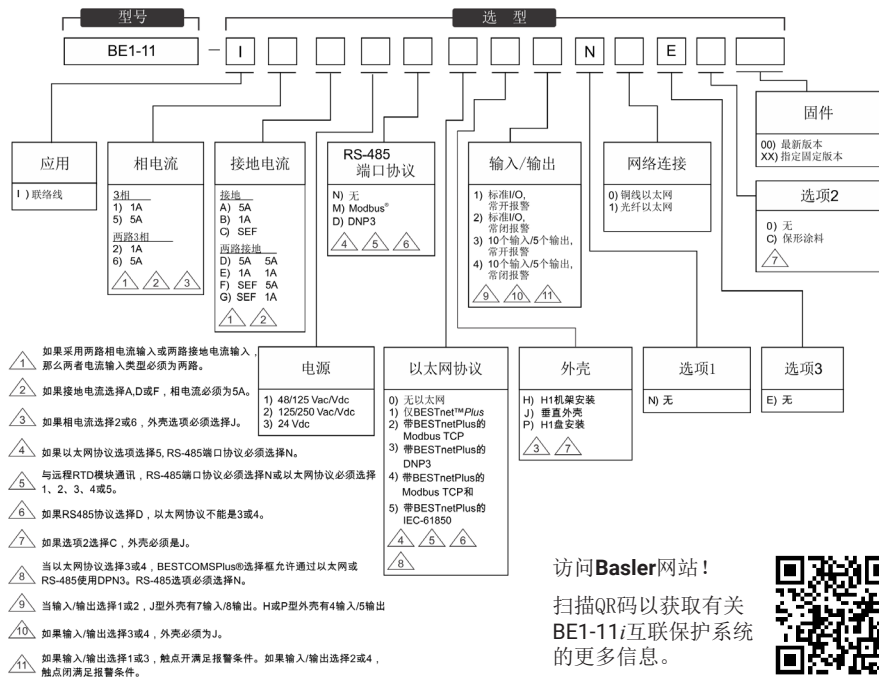 型号
选 型
BE1-11 – I N E
应用
I ) 联络线
相电流
3相
1) 1A
5) 5A
两路3相
2) 1A
6) 5A
1 2 3
接地电流
接地
A) 5A
B) 1A
C) SEF
两路接地
D) 5A 5A
E) 1A 1A
F) SEF 5A
G) SEF 1A
1 2
RS-485
端口协议
N) 无
M) Modbus®
D) DNP3
4 5 6
输入/输出
1) 标准I/O,
常开报警
2) 标准I/O,
常闭报警
3) 10个输入/5个输出,
常开报警
4) 10个输入/5个输出,
常闭报警
9 10 11
网络连接
0) 铜线以太网
1) 光纤以太网
固件
00) 最新版本
XX) 指定固定版本
选项2
0) 无
C) 保形涂料
7
电源
1) 48/125 Vac/Vdc
2) 125/250 Vac/Vdc
3) 24 Vdc
以太网协议
0) 无以太网
1) 仅BESTnet™Plus
2) 带BESTnetPlus的
Modbus TCP
3) 带BESTnetPlus的
DNP3
4) 带BESTnetPlus的
Modbus TCP和
5) 带BESTnetPlus的
IEC-61850
4 5 6
8
外壳
H) H1机架安装
J) 垂直外壳
P) H1盘安装
3 7
选项1
N) 无
选项3
E) 无
1 如果采用两路相电流输入或两路接地电流输入，
那么两者电流输入类型必须为两路。
2 如果接地电流选择A,D或F，相电流必须为5A。
3 如果相电流选择2或6，外壳选项必须选择J。
4 如果以太网协议选项选择5, RS-485端口协议必须选择N。
5 与远程RTD模块通讯，RS-485端口协议必须选择N或以太网协议必须选择
1、2、3、4或5。
6 如果RS485协议选择D，以太网协议不能是3或4。
7 如果选项2选择C，外壳必须是J。
8 当以太网协议选择3或4，BESTCOMSPlus®选择框允许通过以太网或
RS-485使用DPN3。RS-485选项必须选择N。
9 当输入/输出选择1或2，J型外壳有7输入/8输出。H或P型外壳有4输入/5输出
10 如果输入/输出选择3或4，外壳必须为J。
11 如果输入/输出选择1或3，触点开满足报警条件。如果输入/输出选择2或4，
触点闭满足报警条件。
访问Basler网站！
扫描QR码以获取有关
BE1-11i互联保护系统
的更多信息。